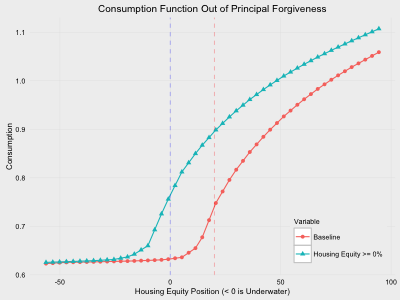 Consumption Function Out of Principal Forgiveness
1.1
1.0
0.9
0.8
0.7
0.6
Consumption
-50
0
50
100
Housing Equity Position (< 0 is Underwater)
Variable
Baseline
Housing Equity >= 0%